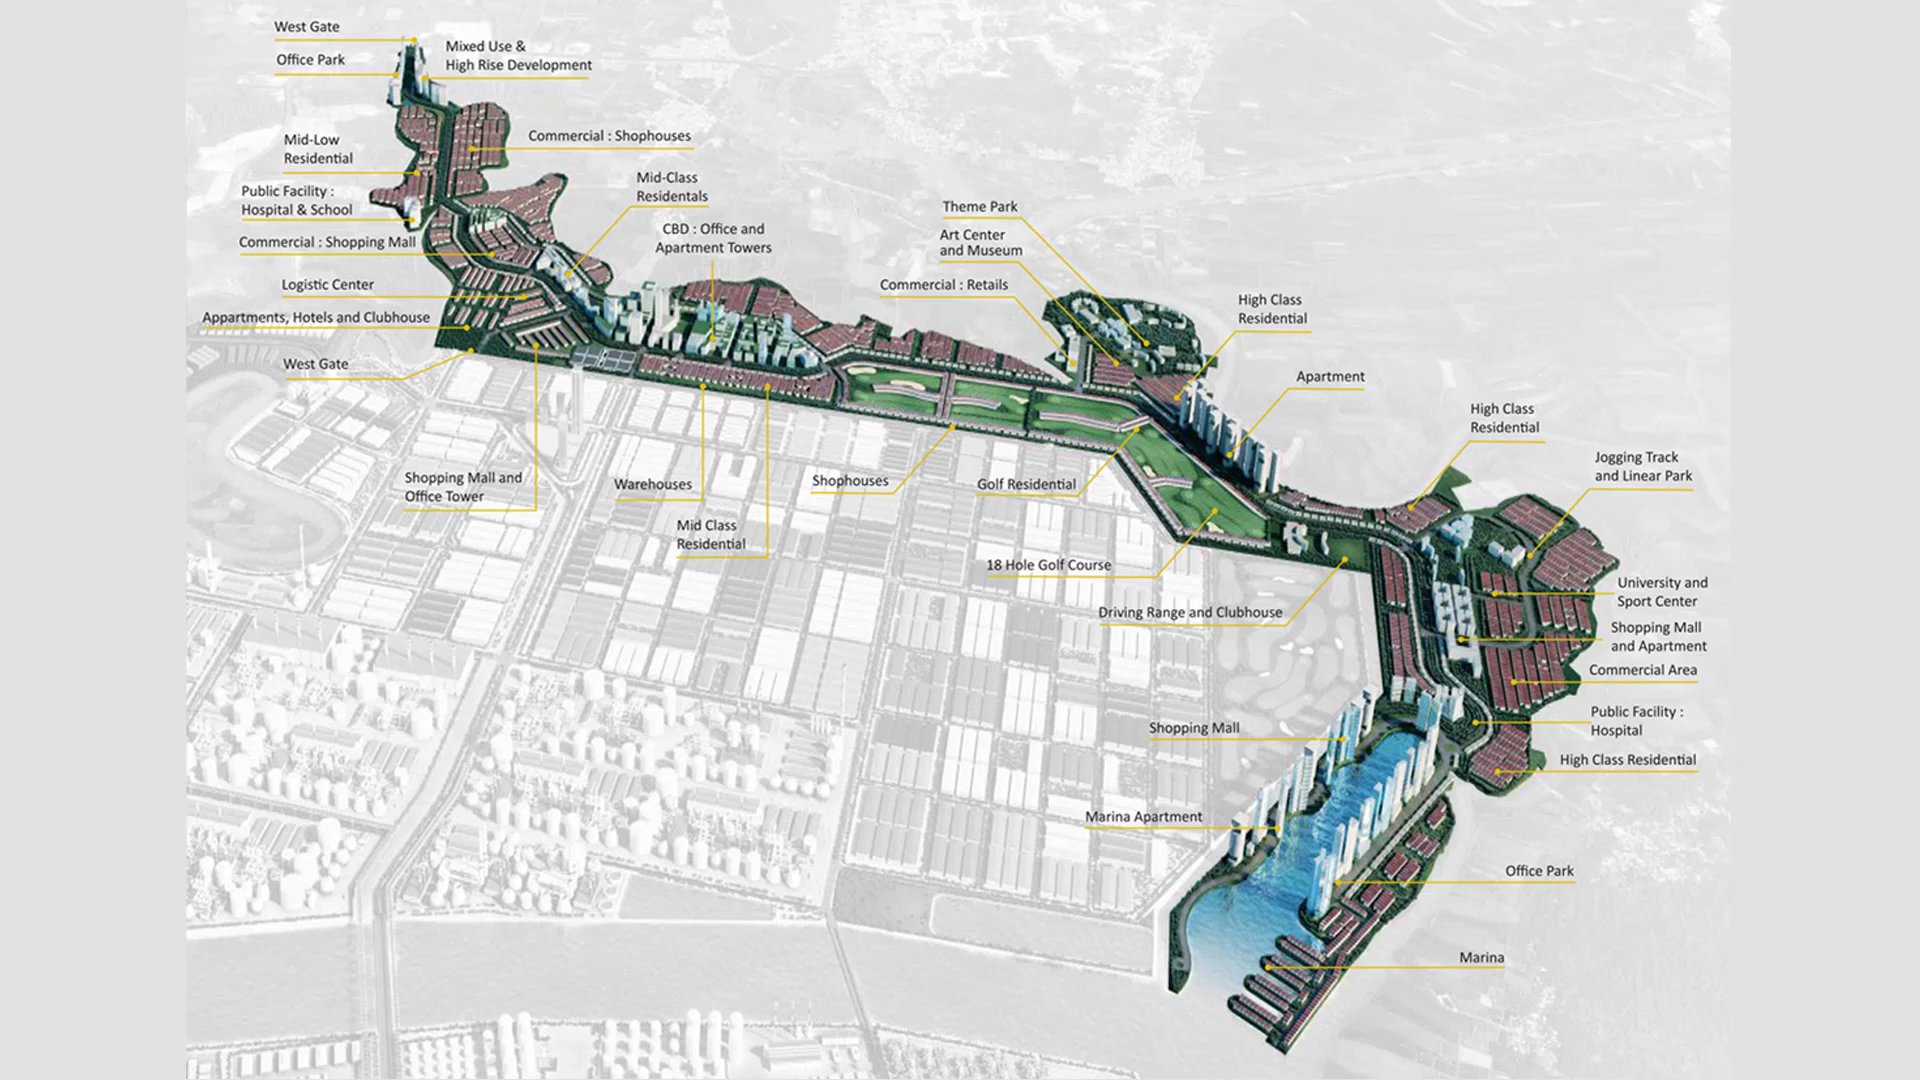 West Gate
Office Park
Mixed Use &
High Rise Development
Mid-Low
Residential
Commercial : Shophouses
Public Facility :
Hospital & School
Mid-Class
Residentals
Commercial : Shopping Mall
CBD : Office and
Apartment Towers
Logistic Center
Appartments, Hotels and Clubhouse
West Gate
Theme Park
Art Center
and Museum
Commercial : Retails
High Class
Residential
Apartment
High Class
Residential
Jogging Track
and Linear Park
Shopping Mall and
Office Tower
Warehouses
Mid Class
Residential
Shophouses
Golf Residential
18 Hole Golf Course
Driving Range and Clubhouse
University and
Sport Center
Shopping Mall
and Apartment
Commercial Area
Public Facility :
Hospital
High Class Residential
Shopping Mall
Marina Apartment
Office Park
Marina